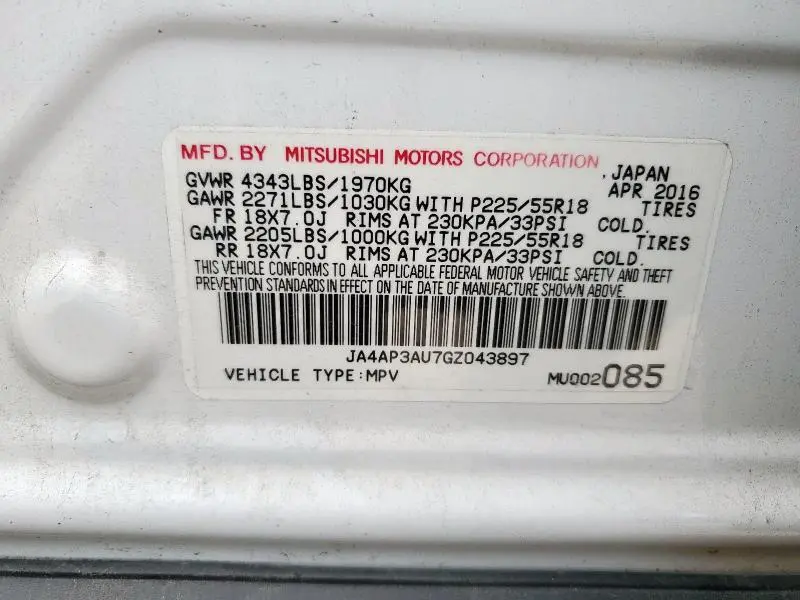 MFD. BY MITSUBISHI MOTORS CORPORATION . JAPAN
GVWR 4343LBS/1970KG APR 2016
GAWR 2271LBS/1030KG WITH P225/55R18 TIRES
FR 18X7.0J RIMS AT 230KPA/33PSI COLD.
GAWR 2205LBS/1000KG WITH P225/55R18 TIRES
RR 18X7.0J RIMS AT 230KPA/33PSI COLD.
THIS VEHICLE CONFORMS TO ALL APPLICABLE FEDERAL MOTOR VEHICLE SAFETY AND THEFT
PREVENTION STANDARDS IN EFFECT ON THE DATE OF MANUFACTURE SHOWN ABOVE.
JA4AP3AU7GZ043897
VEHICLE TYPE:MPV MU002085